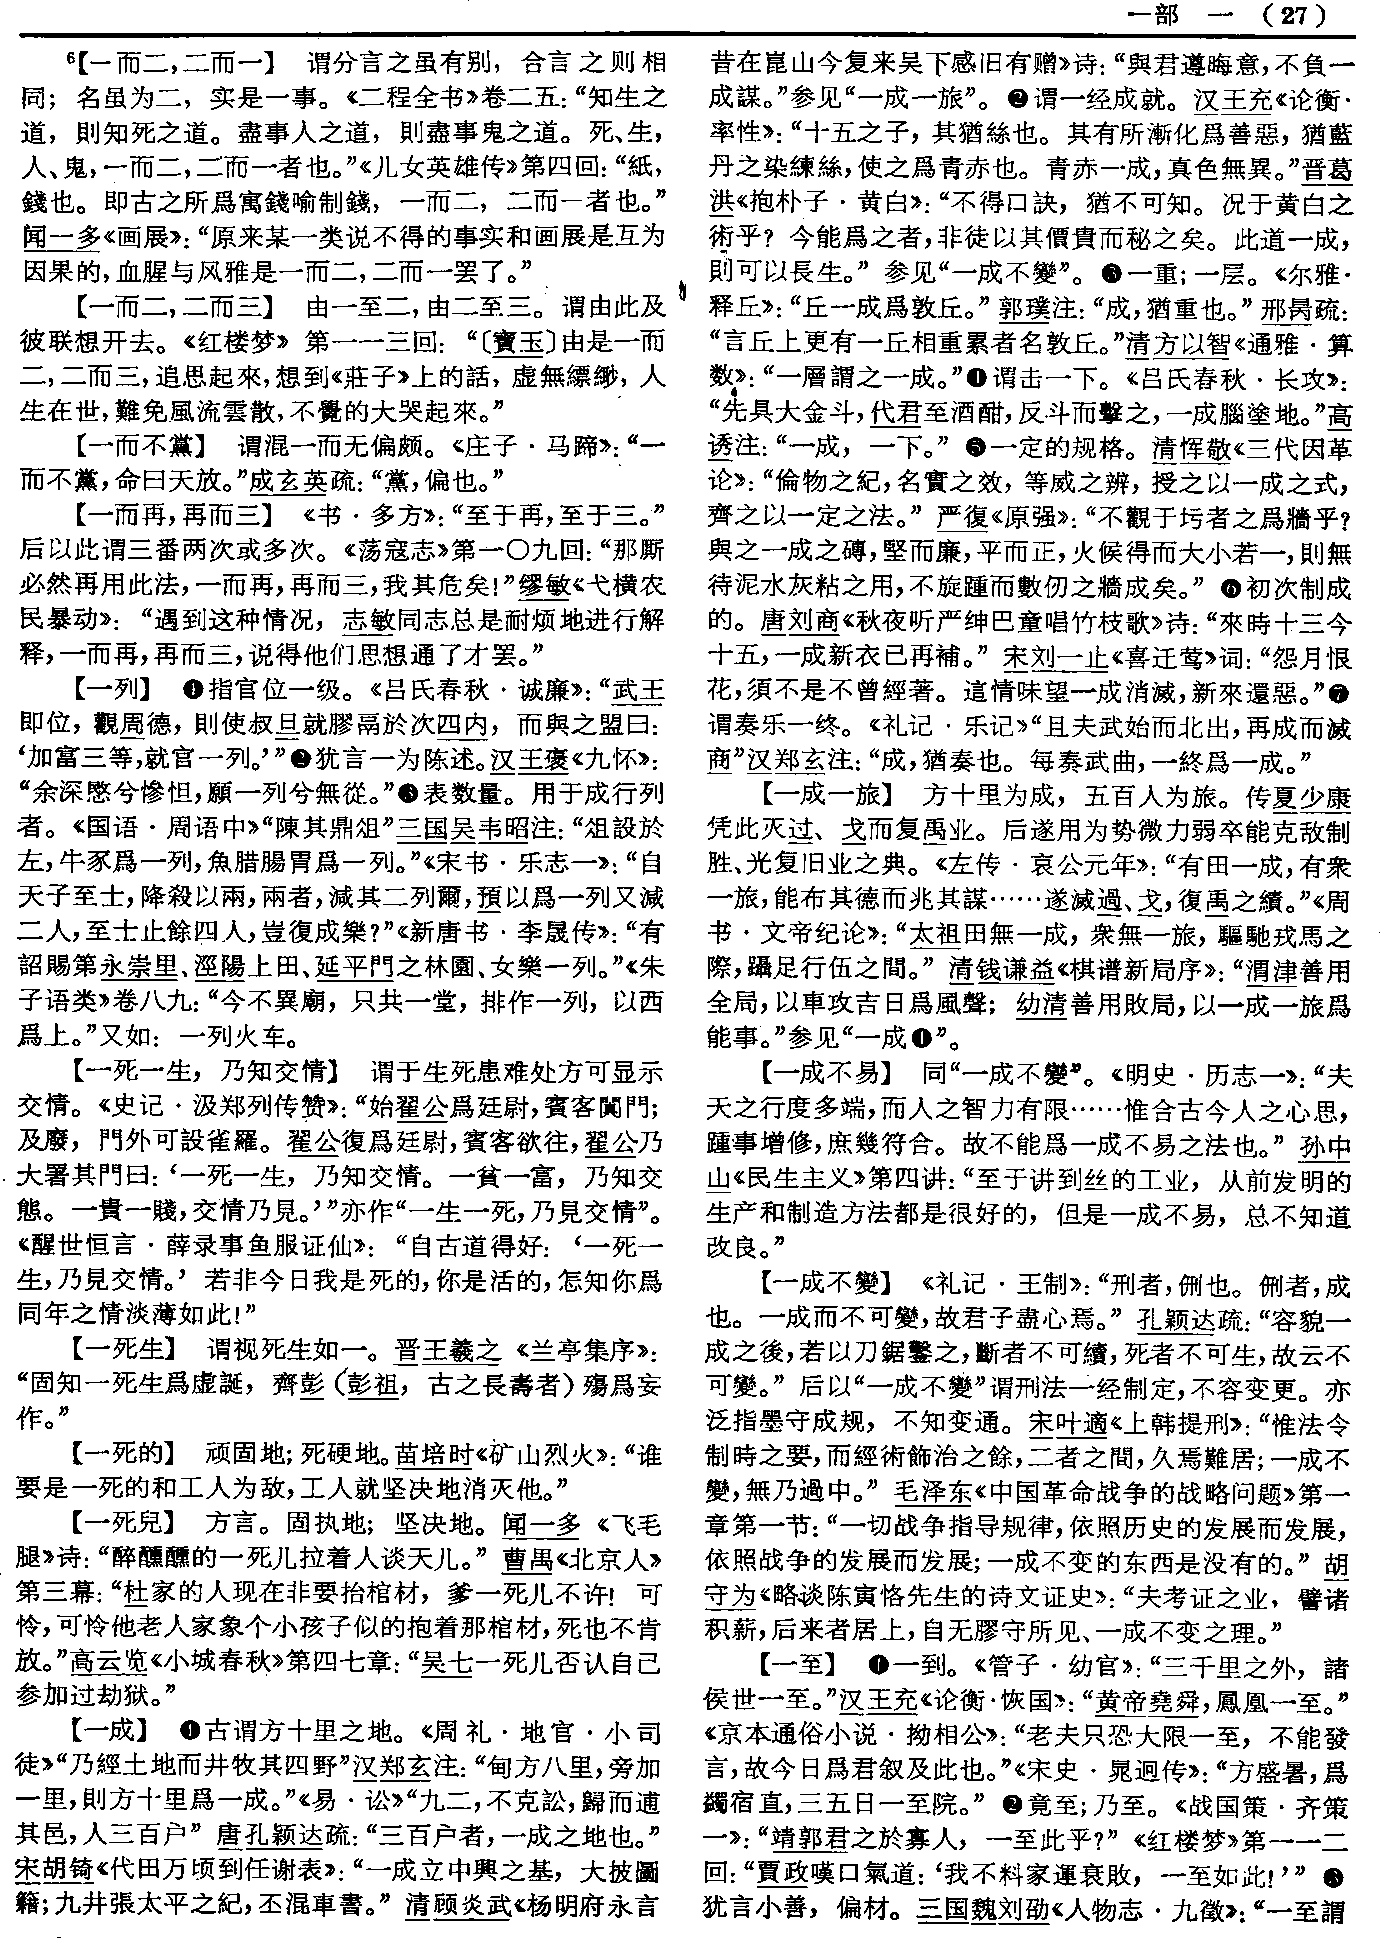 一部 一 （27）
⁶【一而二，二而一】 谓分言之虽有别，合言之则相
同；名虽为二，实是一事。《二程全书》卷二五：“知生之
道，則知死之道。盡事人之道，則盡事鬼之道。死、生，
人、鬼，一而二，二而一者也。”《儿女英雄传》第四回：“紙，
錢也。即古之所爲寓錢喻制錢，一而二，二而一者也。”
闻一多《画展》：“原来某一类说不得的事实和画展是互为
因果的，血腥与风雅是一而二，二而一罢了。”
【一而二，二而三】 由一至二，由二至三。谓由此及
彼联想开去。《红楼梦》第一一三回：“〔寶玉〕由是一而
二，二而三，追思起來，想到《莊子》上的話，虚無縹緲，人
生在世，難免風流雲散，不覺的大哭起來。”
【一而不黨】 谓混一而无偏颇。《庄子·马蹄》：“一
而不黨，命曰天放。”成玄英疏：“黨，偏也。”
【一而再，再而三】 《书·多方》：“至于再，至于三。”
后以此谓三番两次或多次。《荡寇志》第一〇九回：“那厮
必然再用此法，一而再，再而三，我其危矣！”缪敏《弋横农
民暴动》：“遇到这种情况，志敏同志总是耐烦地进行解
释，一而再，再而三，说得他们思想通了才罢。”
【一列】 ❶指官位一级。《吕氏春秋·诚廉》：“武王
即位，觀周德，則使叔旦就膠鬲於次四内，而與之盟曰：
‘加富三等，就官一列。’”❷犹言一为陈述。汉王褒《九怀》：
“余深愍兮慘怛，願一列兮無從。”❸表数量。用于成行列
者。《国语·周语中》“陳其鼎俎”三国吴韦昭注：“俎設於
左，牛豕爲一列，魚腊腸胃爲一列。”《宋书·乐志一》：“自
天子至士，降殺以兩，兩者，減其二列爾，預以爲一列又減
二人，至士止餘四人，豈復成樂？”《新唐书·李晟传》：“有
詔賜第永崇里、涇陽上田、延平門之林園、女樂一列。”《朱
子语类》卷八九：“今不異廟，只共一堂，排作一列，以西
爲上。”又如：一列火车。
【一死一生，乃知交情】 谓于生死患难处方可显示
交情。《史记·汲郑列传赞》：“始翟公爲廷尉，賓客闐門；
及廢，門外可設雀羅。翟公復爲廷尉，賓客欲往，翟公乃
大署其門曰：‘一死一生，乃知交情。一貧一富，乃知交
態。一貴一賤，交情乃見。’”亦作“一生一死，乃見交情”。
《醒世恒言·薛录事鱼服证仙》：“自古道得好：‘一死一
生，乃見交情。’若非今日我是死的，你是活的，怎知你爲
同年之情淡薄如此！”
【一死生】 谓视死生如一。晋王羲之《兰亭集序》：
“固知一死生爲虚誕，齊彭（彭祖，古之長壽者）殤爲妄
作。”
【一死的】 顽固地；死硬地。苗培时《矿山烈火》：“谁
要是一死的和工人为敌，工人就坚决地消灭他。”
【一死兒】 方言。固执地；坚决地。闻一多《飞毛
腿》诗：“醉醺醺的一死儿拉着人谈天儿。”曹禺《北京人》
第三幕：“杜家的人现在非要抬棺材，爹一死儿不许！可
怜，可怜他老人家象个小孩子似的抱着那棺材，死也不肯
放。”高云览《小城春秋》第四七章：“吴七一死儿否认自己
参加过劫狱。”
【一成】 ❶古谓方十里之地。《周礼·地官·小司
徒》“乃經土地而井牧其四野”汉郑玄注：“甸方八里，旁加
一里，則方十里爲一成。”《易·讼》“九二，不克訟，歸而逋
其邑，人三百户”唐孔颖达疏：“三百户者，一成之地也。”
宋胡锜《代田万顷到任谢表》：“一成立中興之基，大披圖
籍；九井張太平之紀，丕混車書。”清顾炎武《杨明府永言
昔在崑山今复来吴下感旧有赠》诗：“與君遵晦意，不負一
成謀。”参见“一成一旅”。❷谓一经成就。汉王充《论衡·
率性》：“十五之子，其猶絲也。其有所漸化爲善惡，猶藍
丹之染練絲，使之爲青赤也。青赤一成，真色無異。”晋葛
洪《抱朴子·黄白》：“不得口訣，猶不可知。况于黄白之
術乎？今能爲之者，非徒以其價貴而秘之矣。此道一成，
則可以長生。”参见“一成不變”。❸一重；一层。《尔雅·
释丘》：“丘一成爲敦丘。”郭璞注：“成，猶重也。”邢昺疏：
“言丘上更有一丘相重累者名敦丘。”清方以智《通雅·算
数》：“一層謂之一成。”❹谓击一下。《吕氏春秋·长攻》：
“先具大金斗，代君至酒酣，反斗而擊之，一成腦塗地。”高
诱注：“一成，一下。”❺一定的规格。清恽敬《三代因革
论》：“倫物之紀，名實之效，等威之辨，授之以一成之式，
齊之以一定之法。”严復《原强》：“不觀于圬者之爲牆乎？
與之一成之磚，堅而廉，平而正，火候得而大小若一，則無
待泥水灰粘之用，不旋踵而數仞之牆成矣。”❻初次制成
的。唐刘商《秋夜听严绅巴童唱竹枝歌》诗：“來時十三今
十五，一成新衣已再補。”宋刘一止《喜迁莺》词：“怨月恨
花，須不是不曾經著。這情味望一成消滅，新來還惡。”❼
谓奏乐一终。《礼记·乐记》“且夫武始而北出，再成而滅
商”汉郑玄注：“成，猶奏也。每奏武曲，一終爲一成。”
【一成一旅】 方十里为成，五百人为旅。传夏少康
凭此灭过、戈而复禹业。后遂用为势微力弱卒能克敌制
胜、光复旧业之典。《左传·哀公元年》：“有田一成，有衆
一旅，能布其德而兆其謀……遂滅過、戈，復禹之績。”《周
书·文帝纪论》：“太祖田無一成，衆無一旅，驅馳戎馬之
際，躡足行伍之間。”清钱谦益《棋谱新局序》：“渭津善用
全局，以車攻吉日爲風聲；幼清善用敗局，以一成一旅爲
能事。”参见“一成❶”。
【一成不易】 同“一成不變”。《明史·历志一》：“夫
天之行度多端，而人之智力有限……惟合古今人之心思，
踵事增修，庶幾符合。故不能爲一成不易之法也。”孙中
山《民生主义》第四讲：“至于讲到丝的工业，从前发明的
生产和制造方法都是很好的，但是一成不易，总不知道
改良。”
【一成不變】 《礼记·王制》：“刑者，侀也。侀者，成
也。一成而不可變，故君子盡心焉。”孔颖达疏：“容貌一
成之後，若以刀鋸鑿之，斷者不可續，死者不可生，故云不
可變。”后以“一成不變”谓刑法一经制定，不容变更。亦
泛指墨守成规，不知变通。宋叶適《上韩提刑》：“惟法令
制時之要，而經術飾治之餘，二者之間，久焉難居；一成不
變，無乃過中。”毛泽东《中国革命战争的战略问题》第一
章第一节：“一切战争指导规律，依照历史的发展而发展，
依照战争的发展而发展；一成不变的东西是没有的。”胡
守为《略谈陈寅恪先生的诗文证史》：“夫考证之业，譬诸
积薪，后来者居上，自无膠守所见、一成不变之理。”
【一至】 ❶一到。《管子·幼官》：“三千里之外，諸
侯世一至。”汉王充《论衡·恢国》：“黄帝堯舜，鳳凰一至。”
《京本通俗小说·拗相公》：“老夫只恐大限一至，不能發
言，故今日爲君叙及此也。”《宋史·晁迥传》：“方盛暑，爲
蠲宿直，三五日一至院。”❷竟至；乃至。《战国策·齐策
一》：“靖郭君之於寡人，一至此乎？”《红楼梦》第一一二
回：“賈政嘆口氣道：‘我不料家運衰敗，一至如此！’”❸
犹言小善，偏材。三国魏刘劭《人物志·九徵》：“一至謂